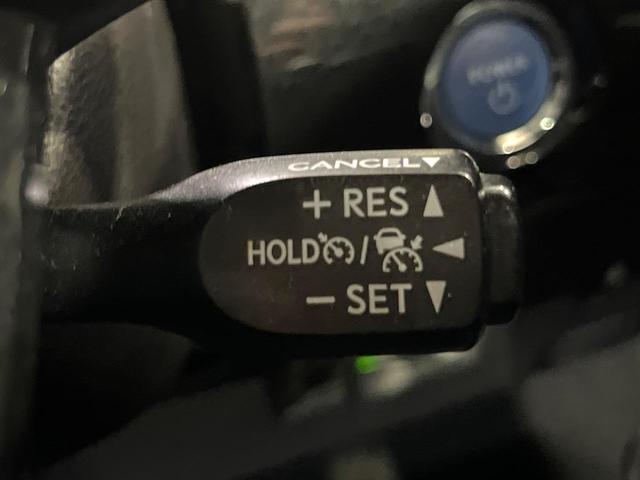 POWER
CANCEL▼
+ RES ▲
HOLD / ◀
− SET ▼